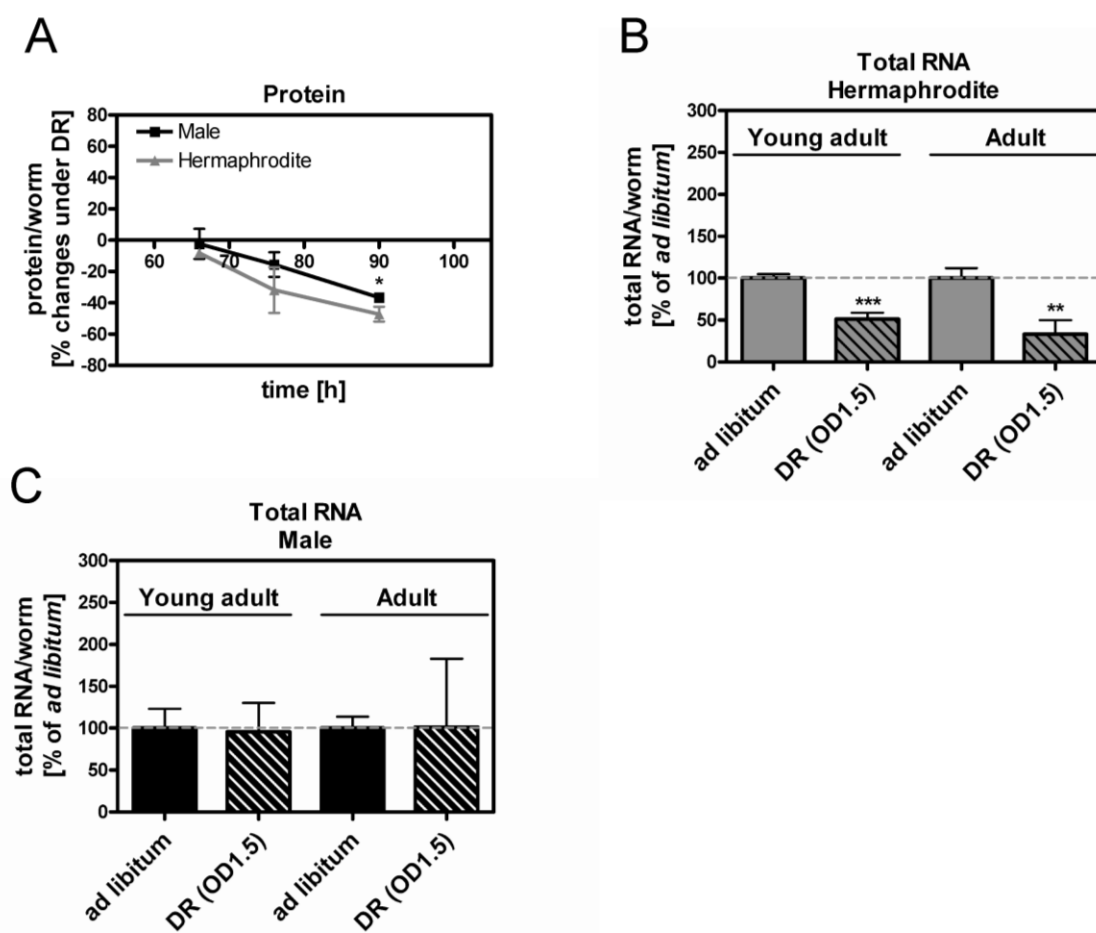 A
Protein
Male
Hermaphrodite
protein/worm
[% changes under DR]
80
60
40
20
0
-20
-40
-60
-80
60 70 80 90 100
*
time [h]
B
Total RNA
Hermaphrodite
Young adult Adult
total RNA/worm
[% of ad libitum]
300
250
200
150
100
50
0
*** **
ad libitum DR (OD1.5) ad libitum DR (OD1.5)
C
Total RNA
Male
Young adult Adult
total RNA/worm
[% of ad libitum]
300
250
200
150
100
50
0
ad libitum DR (OD1.5) ad libitum DR (OD1.5)